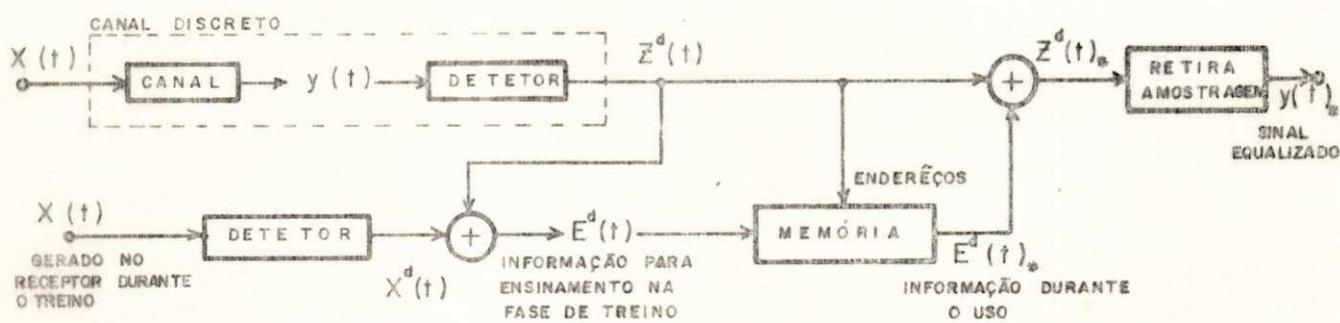 CANAL DISCRETO
X(t)
CANAL
y(t)
DETETOR
Z^d(t)
+
Z^d(t)*
RETIRA
AMOSTRAGEM
y(t)*
SINAL
EQUALIZADO
ENDERÊÇOS
X(t)
GERADO NO
RECEPTOR DURANTE
O TREINO
DETETOR
X^d(t)
+
E^d(t)
INFORMAÇÃO PARA
ENSINAMENTO NA
FASE DE TREINO
MEMÓRIA
E^d(t)*
INFORMAÇÃO DURANTE
O USO